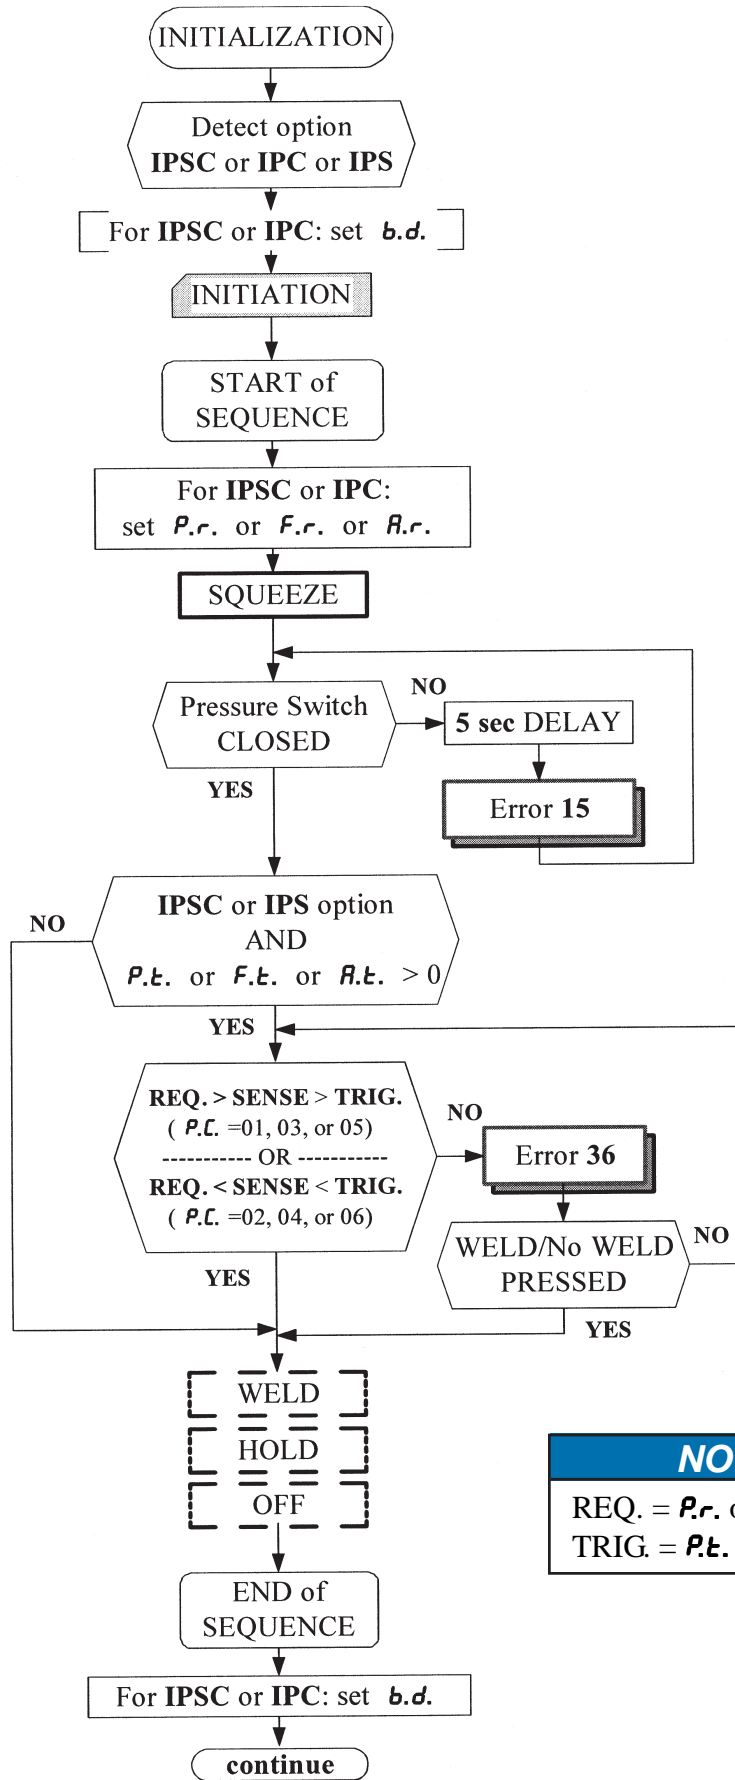 INITIALIZATION
Detect option
IPSC or IPC or IPS
For IPSC or IPC: set b.d.
INITIATION
START of
SEQUENCE
For IPSC or IPC:
set P.r. or F.r. or A.r.
SQUEEZE
Pressure Switch
CLOSED
NO
5 sec DELAY
YES
Error 15
IPSC or IPS option
AND
P.t. or F.t. or A.t. > 0
NO
YES
REQ. > SENSE > TRIG.
( P.C. =01, 03, or 05)
----------- OR -----------
REQ. < SENSE < TRIG.
( P.C. =02, 04, or 06)
NO
Error 36
WELD/No WELD
PRESSED
NO
YES
YES
WELD
HOLD
OFF
NO
REQ. = P.r. o
TRIG. = P.t.
END of
SEQUENCE
For IPSC or IPC: set b.d.
continue